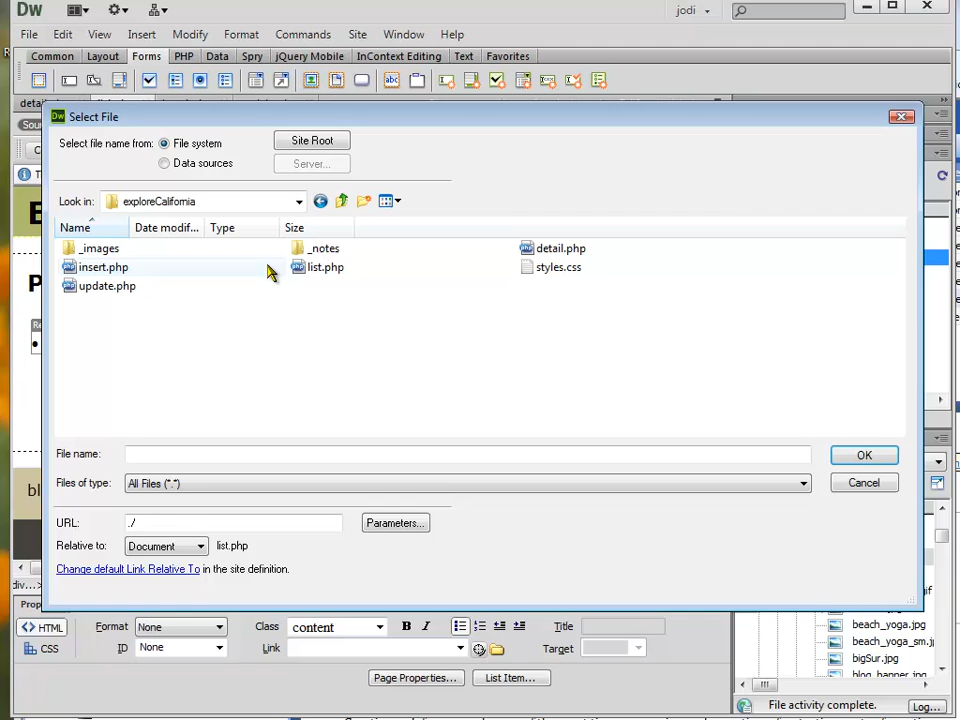 Dw jodi
File Edit View Insert Modify Format Commands Site Window Help
Common Layout Forms PHP Data Spry jQuery Mobile InContext Editing Text Favorites
Select File
Select file name from: File system Site Root
Data sources Server...
Look in: exploreCalifornia
Name Date modif... Type Size
_images _notes detail.php
insert.php list.php styles.css
update.php
File name: OK
Files of type: All Files (*.*) Cancel
URL: ./ Parameters...
Relative to: Document list.php
Change default Link Relative To in the site definition.
HTML Format None Class content B I Title
CSS ID None Link Target
Page Properties... List Item...
beach_yoga.jpg
beach_yoga_sm.jp
bigSur.jpg
blog_banner.jpg
File activity complete. Log...